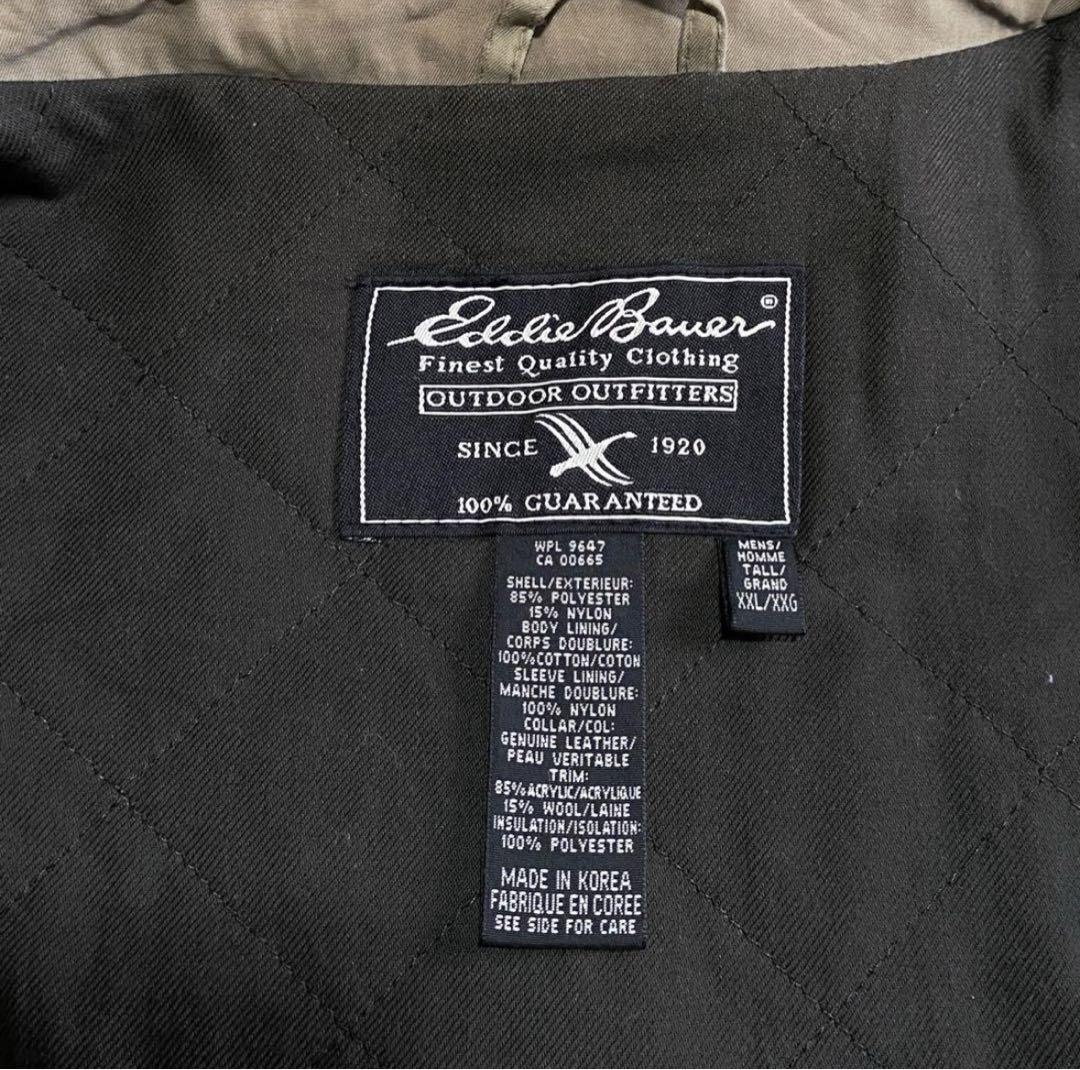 Eddie Bauer ®
Finest Quality Clothing
OUTDOOR OUTFITTERS
SINCE 1920
100% GUARANTEED
WPL 9647
CA 00665
SHELL/EXTERIEUR:
85% POLYESTER
15% NYLON
BODY LINING/
CORPS DOUBLURE:
100%COTTON/COTON
SLEEVE LINING/
MANCHE DOUBLURE:
100% NYLON
COLLAR/COL:
GENUINE LEATHER/
PEAU VERITABLE
TRIM:
85%ACRYLIC/ACRYLIQUE
15% WOOL/LAINE
INSULATION/ISOLATION:
100% POLYESTER
MADE IN KOREA
FABRIQUE EN COREE
SEE SIDE FOR CARE
MENS/
HOMME
TALL/
GRAND
XXL/XXG